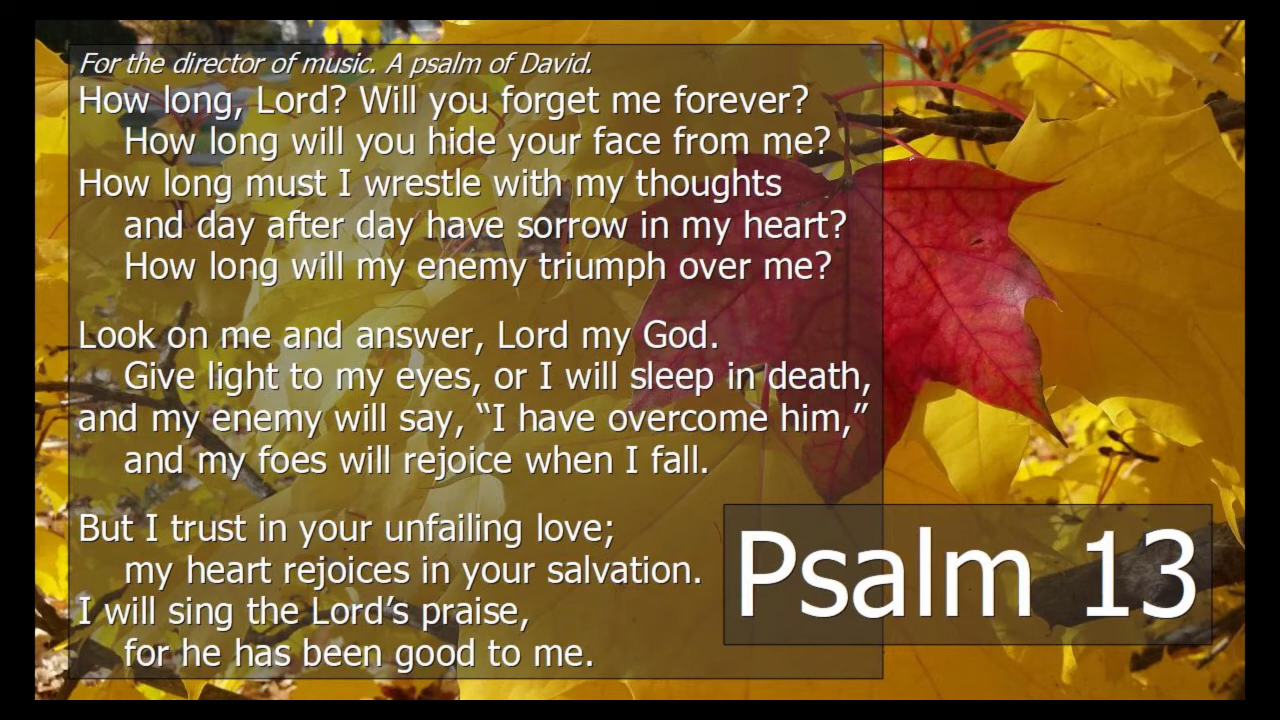 For the director of music. A psalm of David.
How long, Lord? Will you forget me forever?
How long will you hide your face from me?
How long must I wrestle with my thoughts
and day after day have sorrow in my heart?
How long will my enemy triumph over me?
Look on me and answer, Lord my God.
Give light to my eyes, or I will sleep in death,
and my enemy will say, “I have overcome him,”
and my foes will rejoice when I fall.
But I trust in your unfailing love;
my heart rejoices in your salvation.
I will sing the Lord’s praise,
for he has been good to me.
Psalm 13